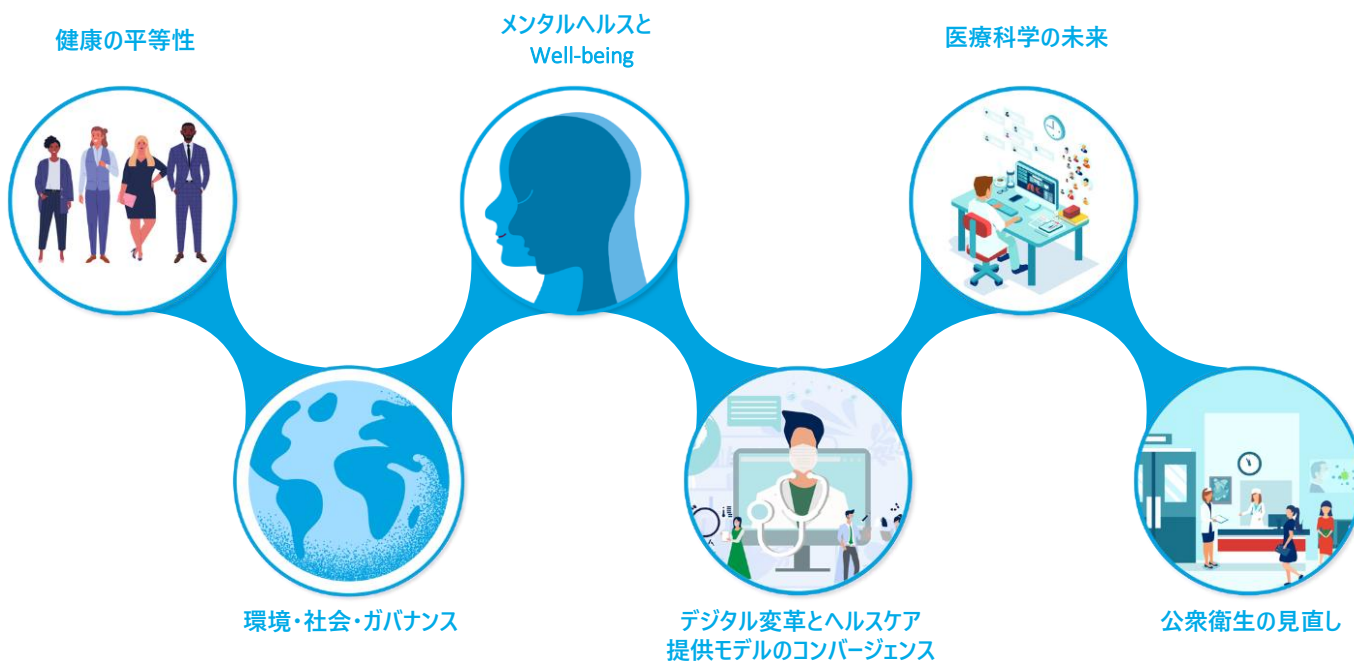 健康の平等性
メンタルヘルスと
Well-being
医療科学の未来
環境・社会・ガバナンス
デジタル変革とヘルスケア
提供モデルのコンバージェンス
公衆衛生の見直し